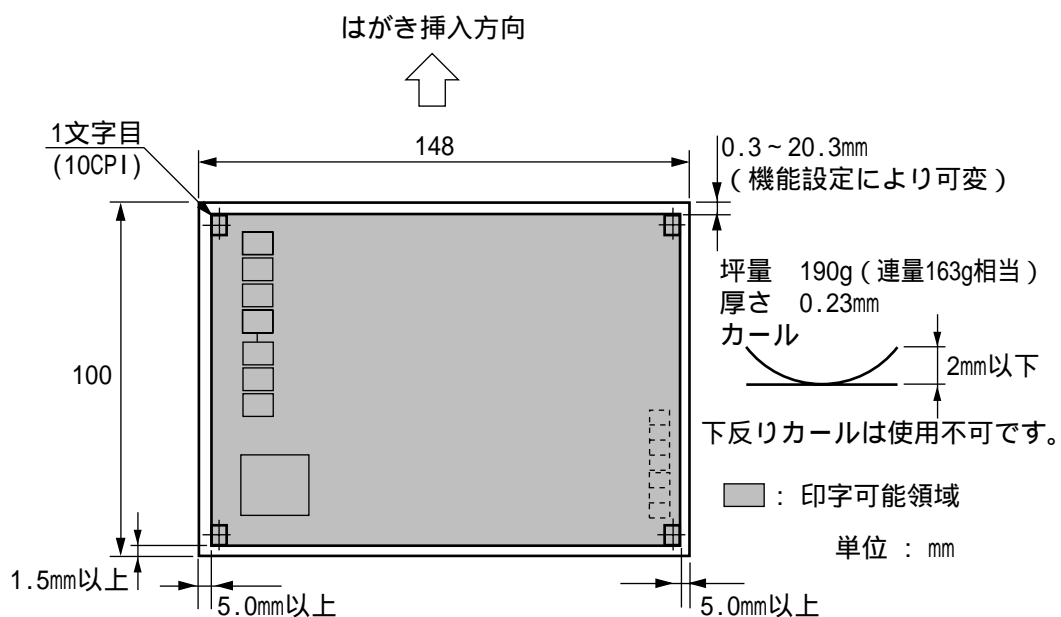 はがき挿入方向
1文字目
(10CPI)
148
0.3~20.3mm
(機能設定により可変)
坪量 190g(連量163g相当)
厚さ 0.23mm
カール
2mm以下
100
下反りカールは使用不可です。
: 印字可能領域
単位 : mm
1.5mm以上
5.0mm以上
5.0mm以上